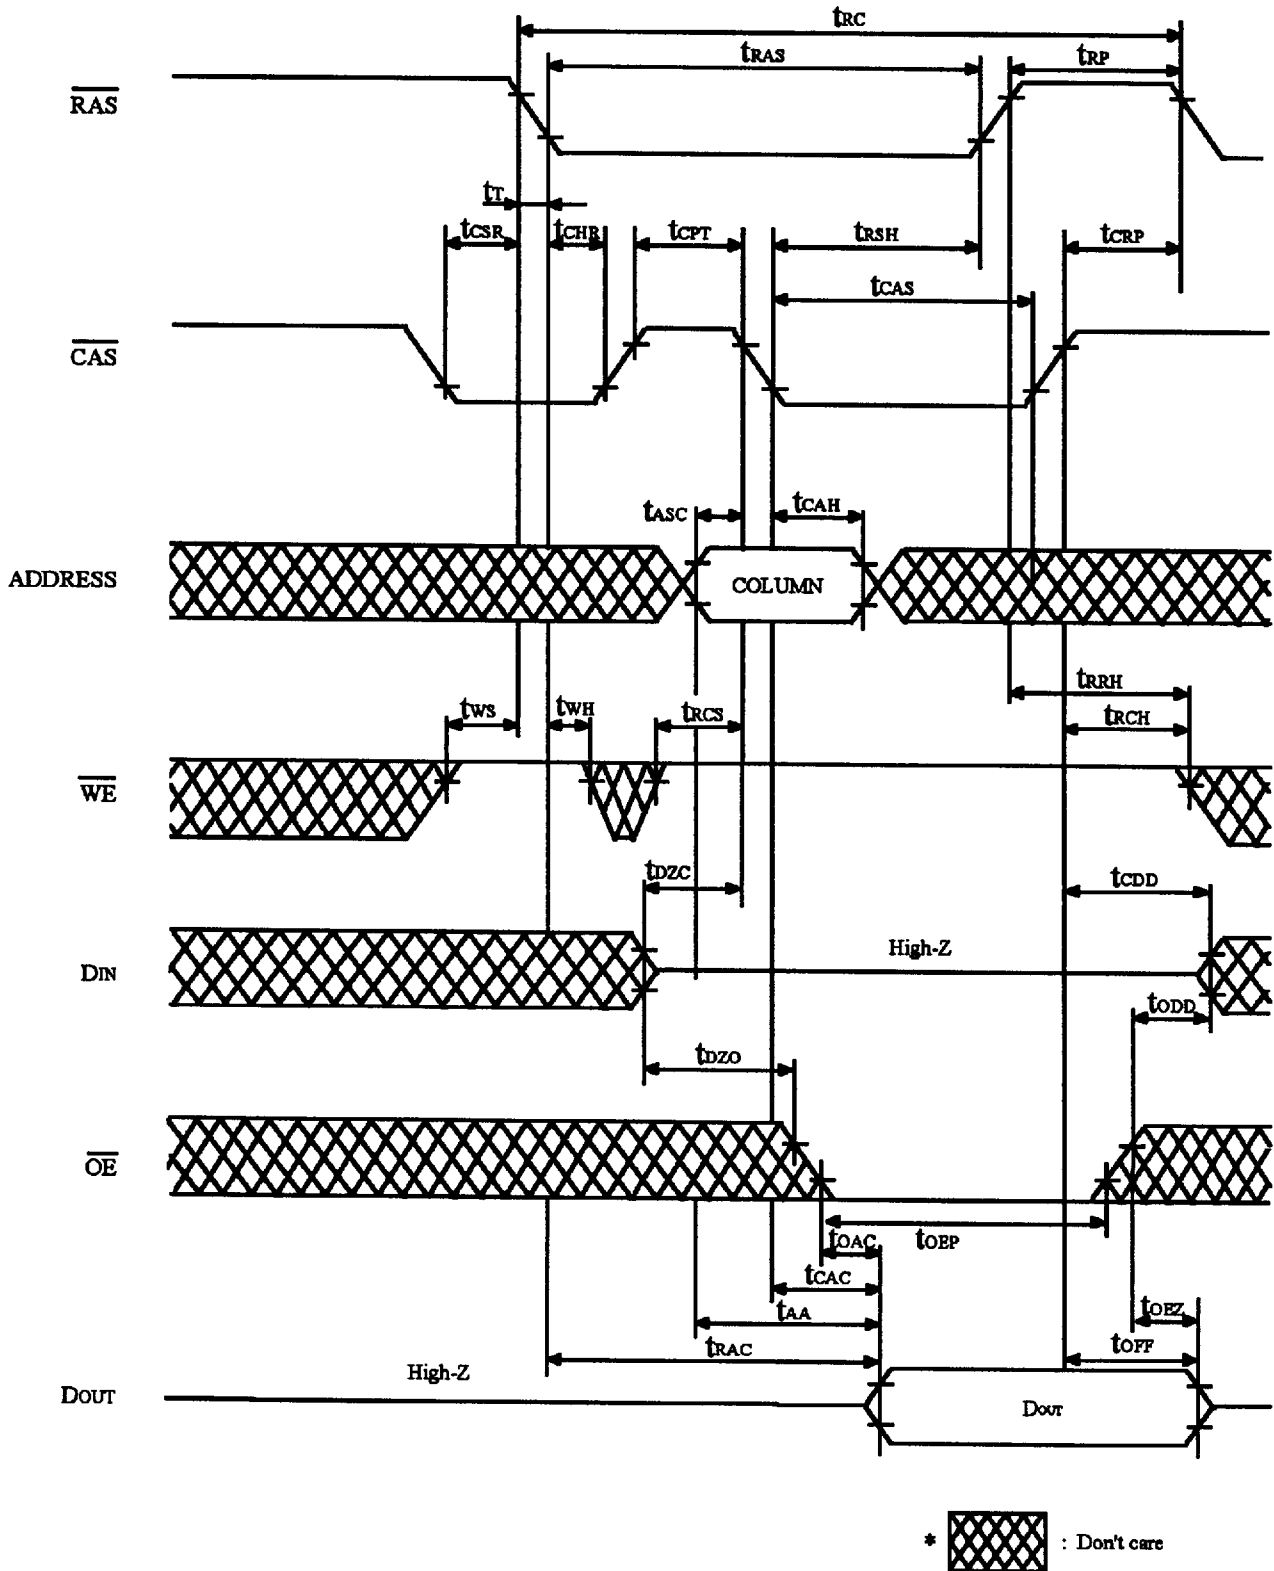 tRC
tRAS
tRP
RAS
tT
tCSR
tCHR
tCPT
tRSH
tCRP
tCAS
CAS
tASC
tCAH
ADDRESS
COLUMN
tRRH
tWS
tWH
tRCS
tRCH
WE
tDZC
tCDD
DIN
High-Z
tODD
tDZO
OE
tOAC
tOEP
tCAC
tAA
tOEZ
tRAC
tOFF
High-Z
DOUT
DOUT
* : Don't care